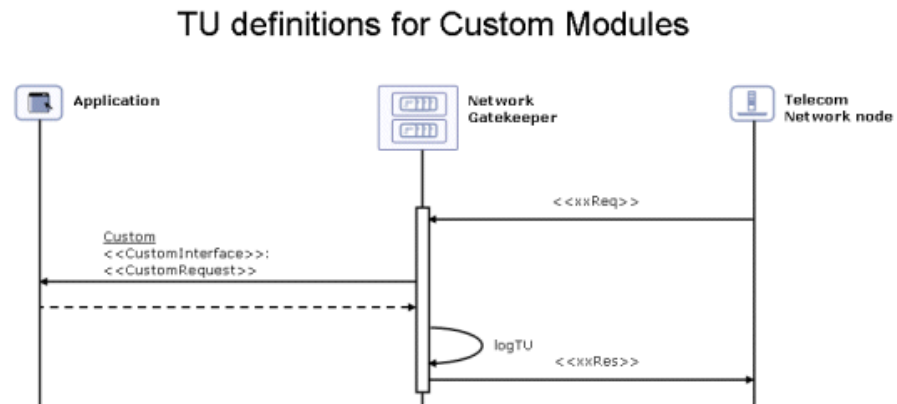 TU definitions for Custom Modules
Application
Network
Gatekeeper
Telecom
Network node
<<xxReq>>
Custom
<<CustomInterface>>:
<<CustomRequest>>
logTU
<<xxRes>>